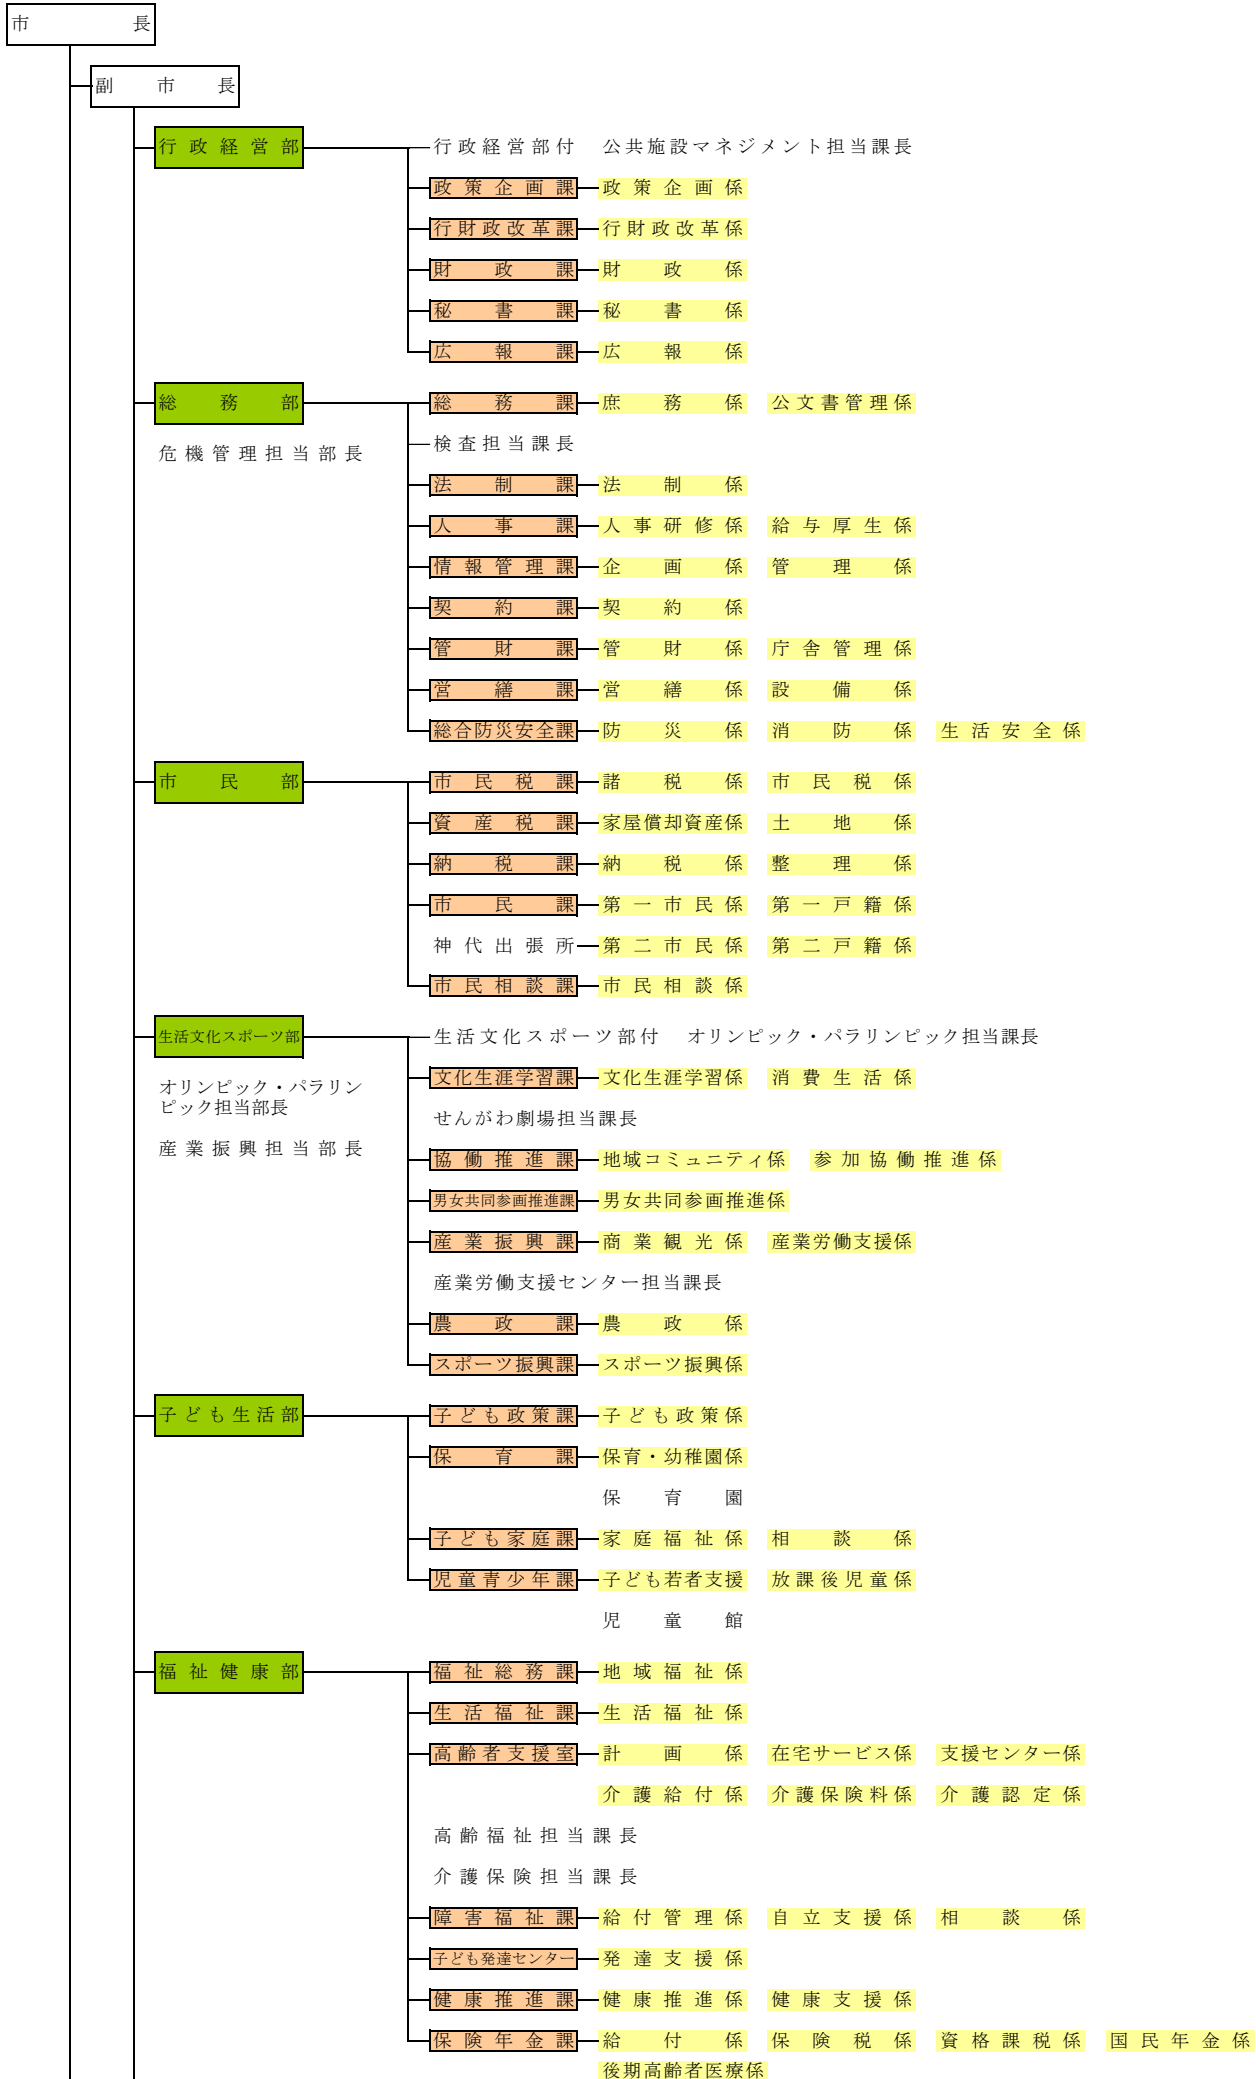 市長
副市長
行政経営部 行政経営部付 公共施設マネジメント担当課長
政策企画課 政策企画係
行財政改革課 行財政改革係
財政課 財政係
秘書課 秘書係
広報課 広報係
総務部 総務課 庶務係 公文書管理係
危機管理担当部長 検査担当課長
法制課 法制係
人事課 人事研修係 給与厚生係
情報管理課 企画係 管理係
契約課 契約係
管財課 管財係 庁舎管理係
営繕課 営繕係 設備係
総合防災安全課 防災係 消防係 生活安全係
市民部 市民税課 諸税係 市民税係
資産税課 家屋償却資産係 土地係
納税課 納税係 整理係
市民課 第一市民係 第一戸籍係
神代出張所 第二市民係 第二戸籍係
市民相談課 市民相談係
生活文化スポーツ部 生活文化スポーツ部付 オリンピック・パラリンピック担当課長
オリンピック・パラリン
ピック担当部長
文化生涯学習課 文化生涯学習係 消費生活係
せんがわ劇場担当課長
産業振興担当部長
協働推進課 地域コミュニティ係 参加協働推進係
男女共同参画推進課 男女共同参画推進係
産業振興課 商業観光係 産業労働支援係
産業労働支援センター担当課長
農政課 農政係
スポーツ振興課 スポーツ振興係
子ども生活部 子ども政策課 子ども政策係
保育課 保育・幼稚園係
保育園
子ども家庭課 家庭福祉係 相談係
児童青少年課 子ども若者支援 放課後児童係
児童館
福祉健康部 福祉総務課 地域福祉係
生活福祉課 生活福祉係
高齢者支援室 計画係 在宅サービス係 支援センター係
介護給付係 介護保険料係 介護認定係
高齢福祉担当課長
介護保険担当課長
障害福祉課 給付管理係 自立支援係 相談係
子ども発達センター 発達支援係
健康推進課 健康推進係 健康支援係
保険年金課 給付係 保険税係 資格課税係 国民年金係
後期高齢者医療係